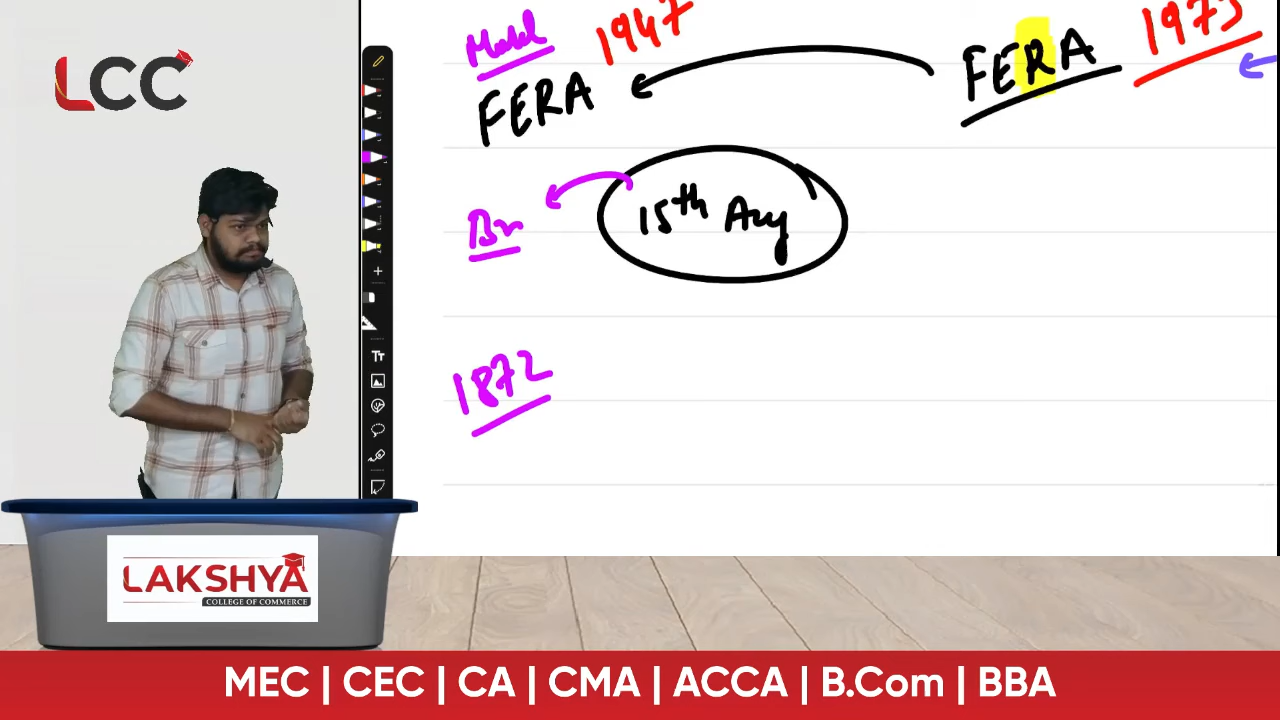 LCC
1947
FERA
FERA 1973
15th Aug
Br
1872
TT
LAKSHYA
COLLEGE OF COMMERCE
MEC | CEC | CA | CMA | ACCA | B.Com | BBA